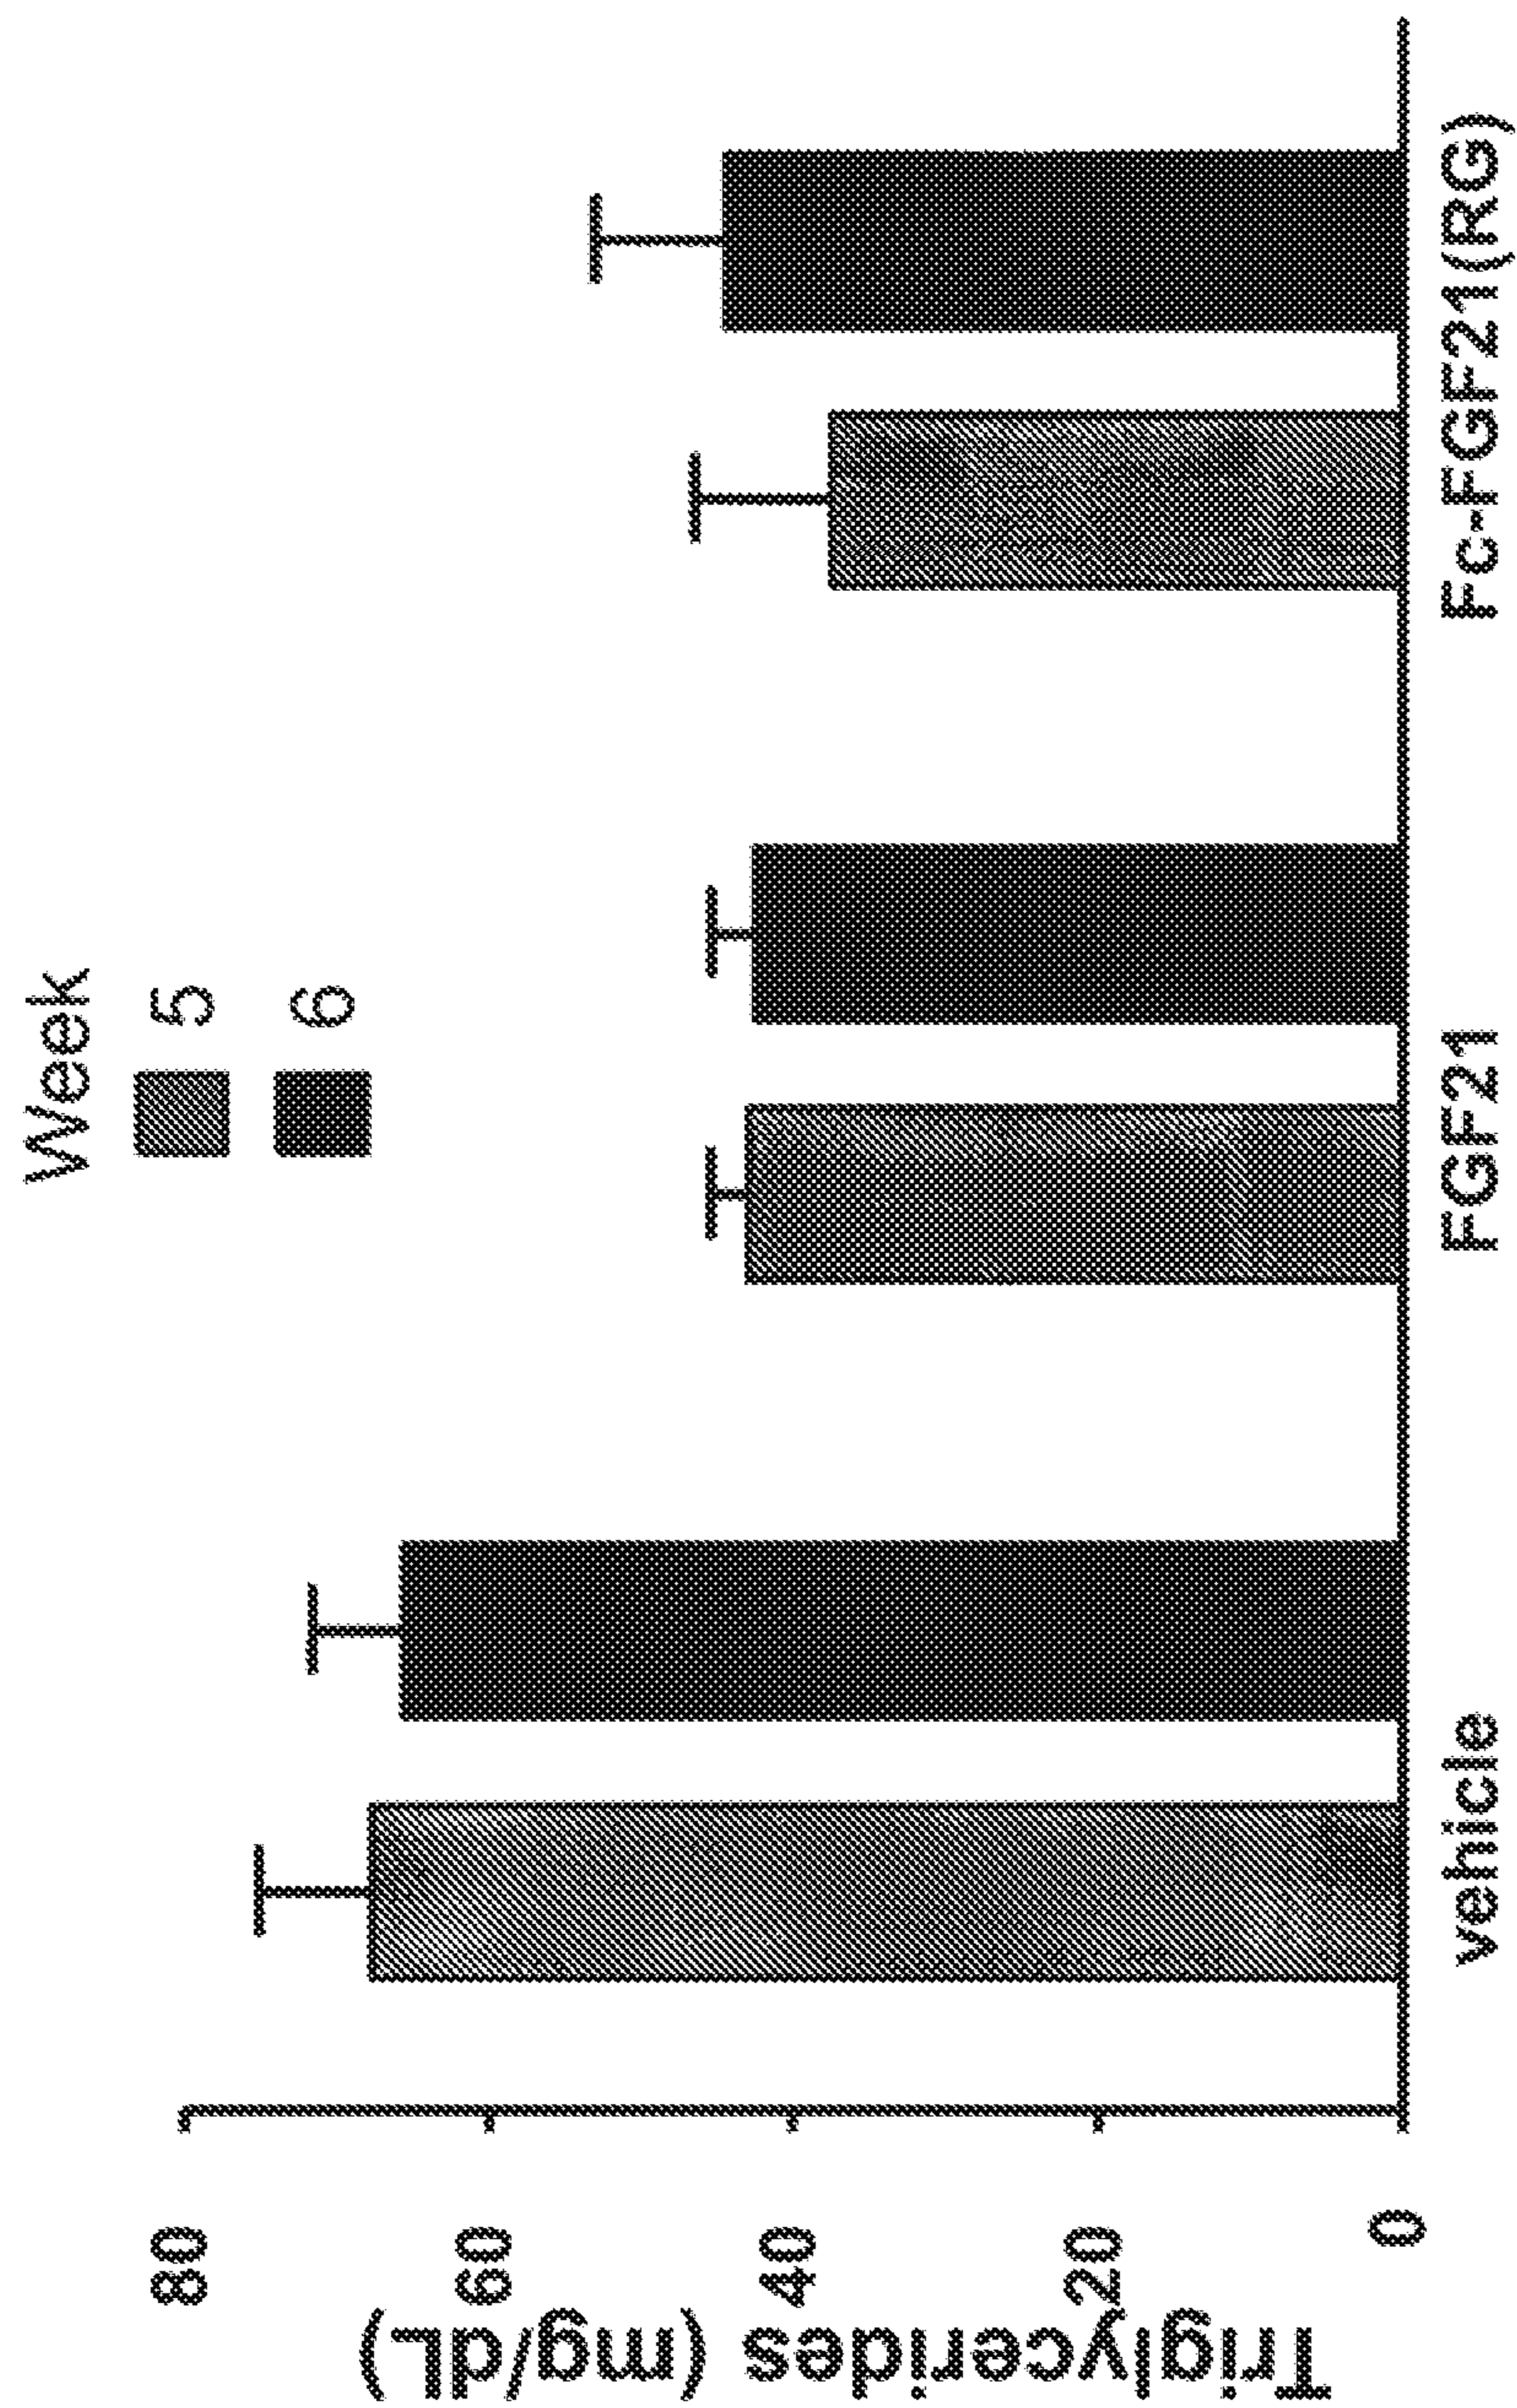 Week
5
6
Triglycerides (mg/dL)
80
60
40
20
0
vehicle
FGF21
Fc-FGF21(RG)